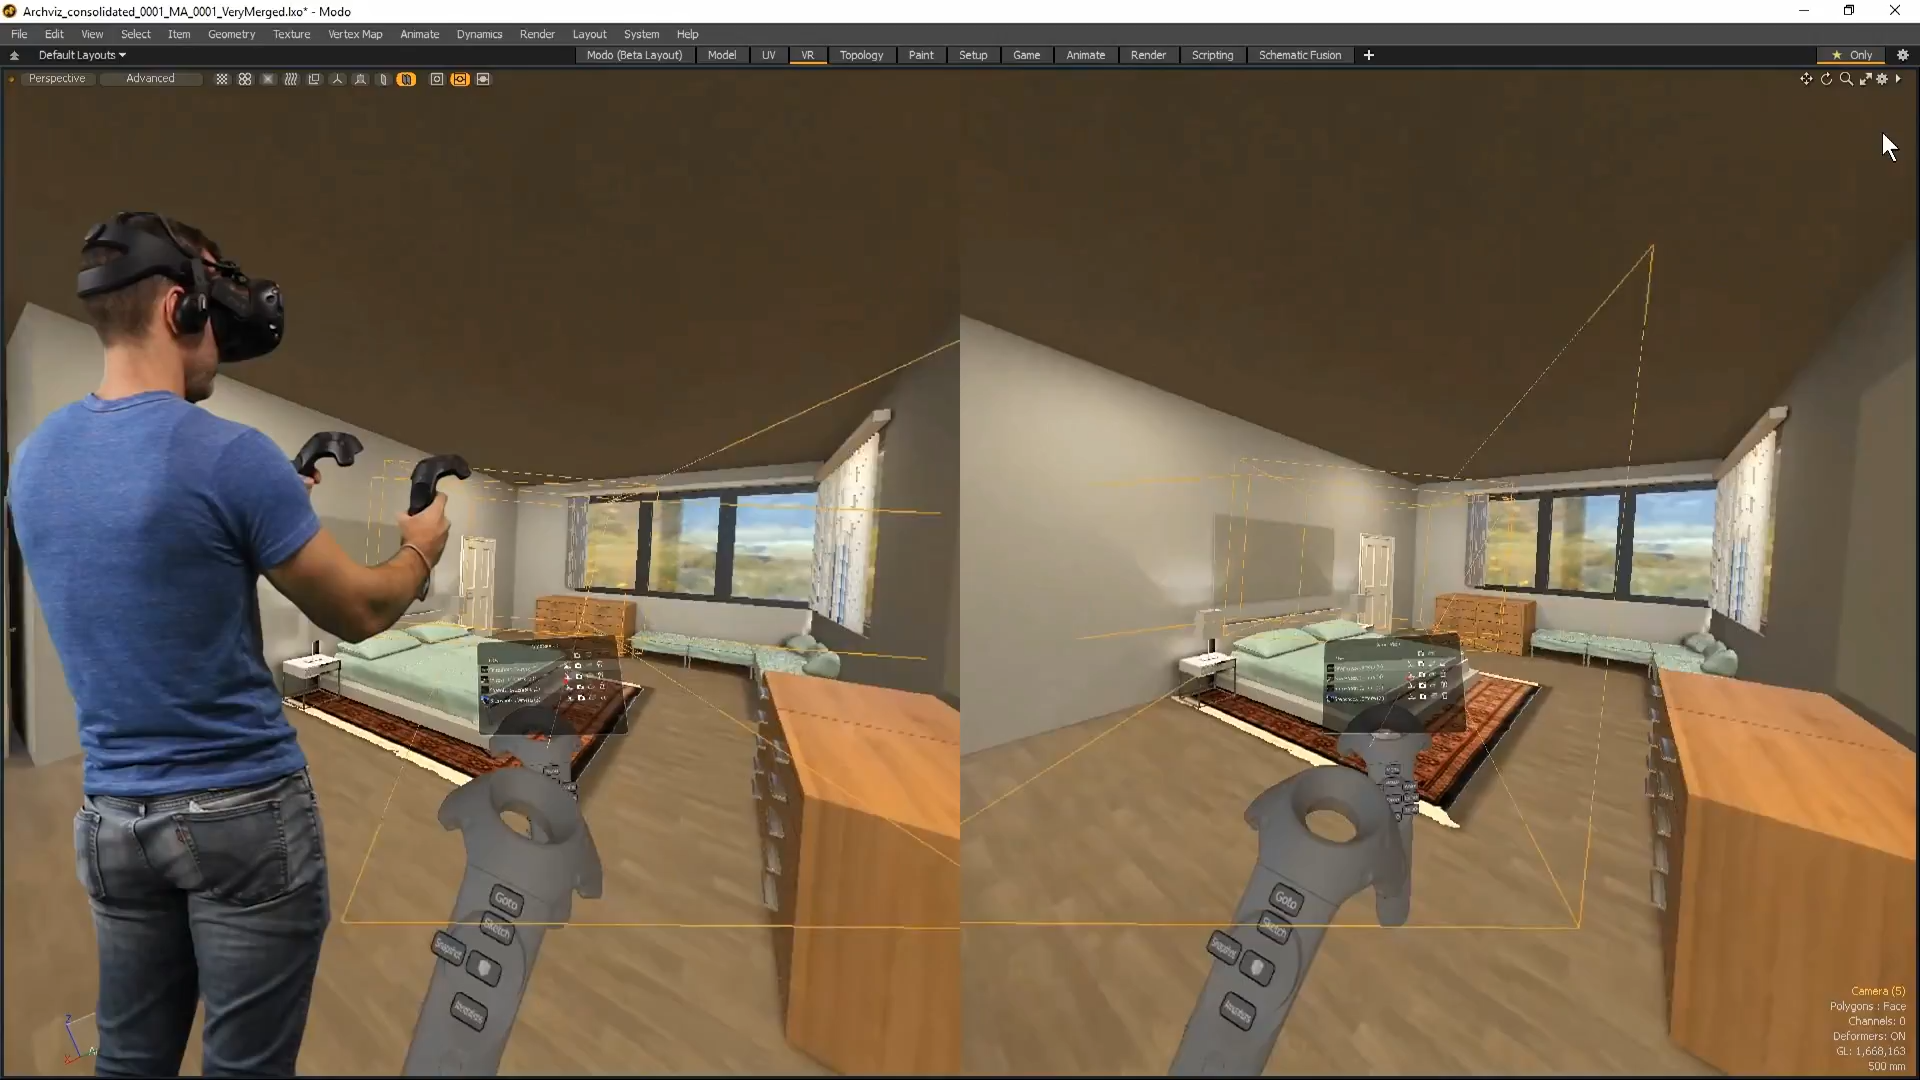 Archviz_consolidated_0001_MA_0001_VeryMerged.lxo* - Modo
File Edit View Select Item Geometry Texture Vertex Map Animate Dynamics Render Layout System Help
Default Layouts Modo (Beta Layout) Model UV VR Topology Paint Setup Game Animate Render Scripting Schematic Fusion + Only
Perspective Advanced
Goto Goto
Sketch Sketch
Snapshot Snapshot
Camera (5)
Polygons : Face
Channels: 0
Deformers: ON
GL: 1,668,163
500 mm
Z
X